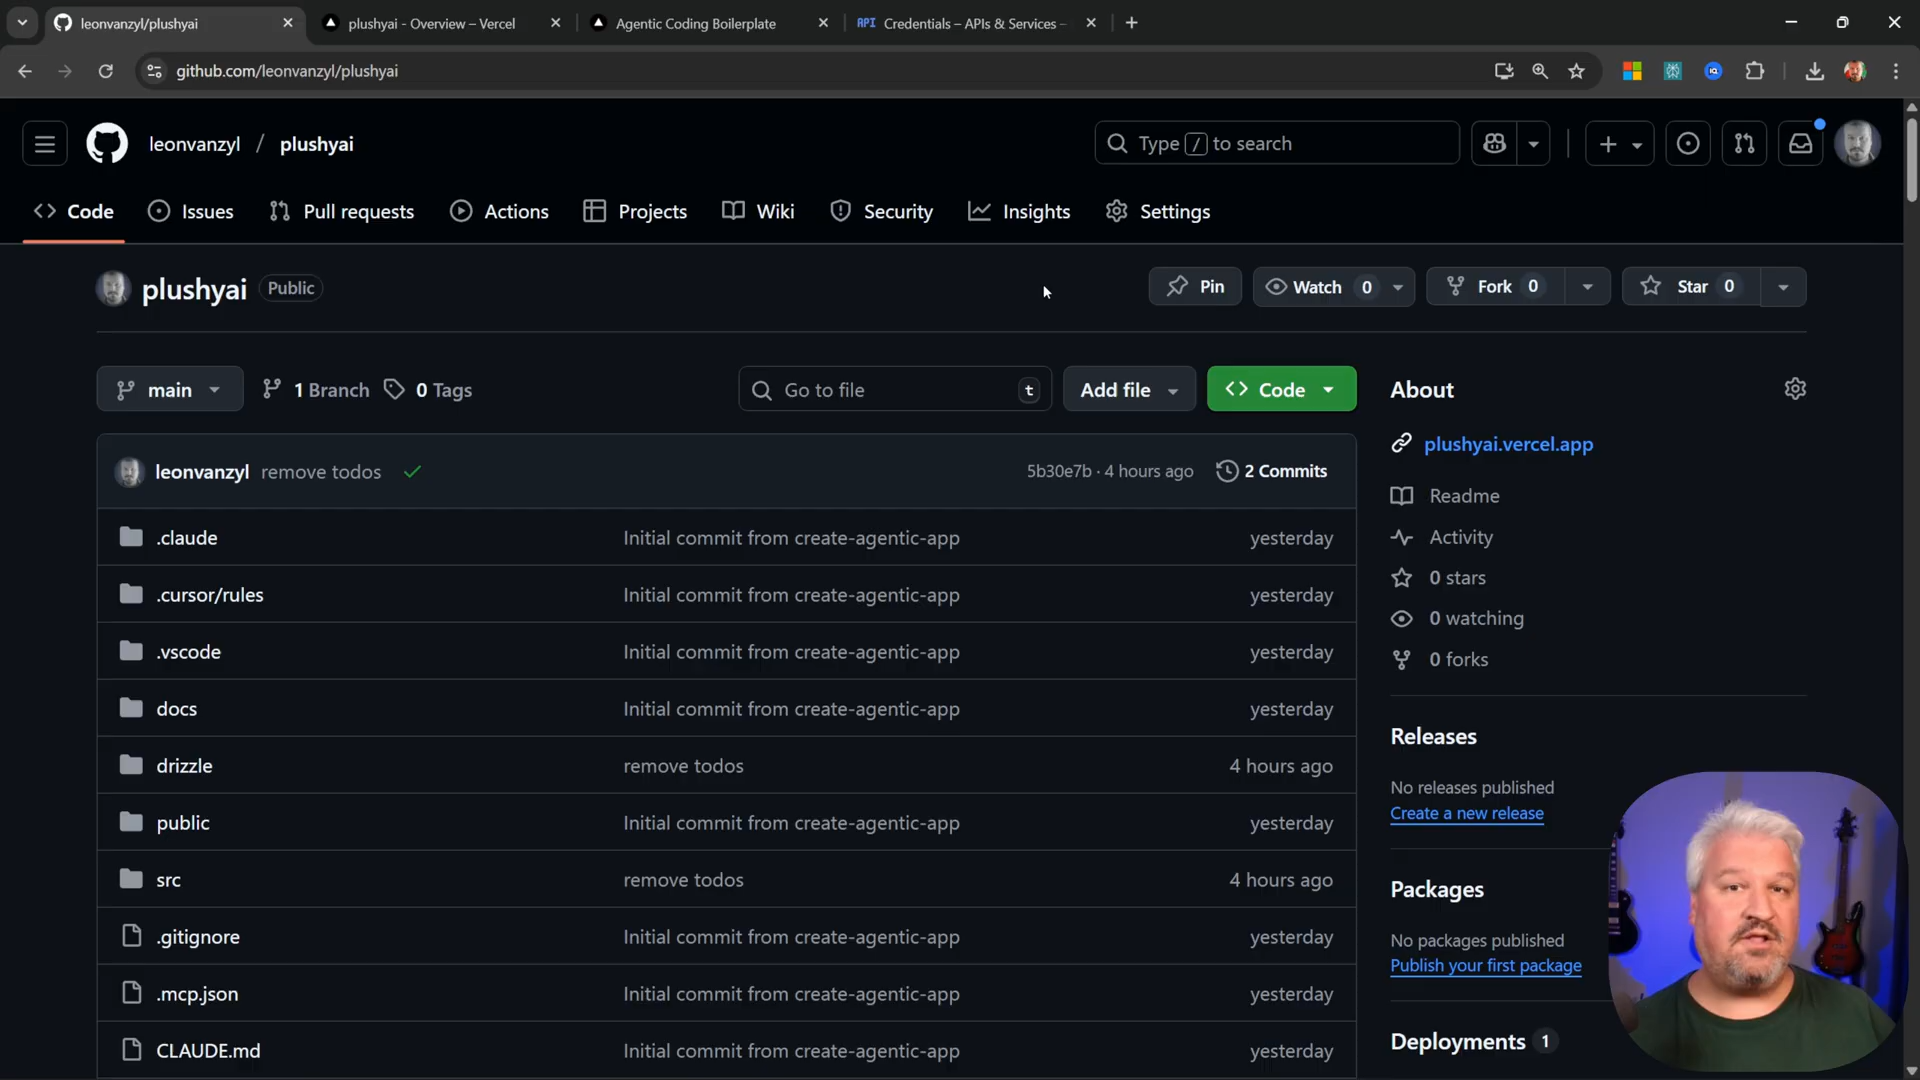 leonvanzyl/plushyai
plushyai - Overview – Vercel
Agentic Coding Boilerplate
API Credentials – APIs & Services –
github.com/leonvanzyl/plushyai
leonvanzyl / plushyai
Type / to search
Code
Issues
Pull requests
Actions
Projects
Wiki
Security
Insights
Settings
plushyai Public
Pin
Watch 0
Fork 0
Star 0
main
1 Branch
0 Tags
Go to file t
Add file
Code
leonvanzyl remove todos 5b30e7b · 4 hours ago 2 Commits
.claude Initial commit from create-agentic-app yesterday
.cursor/rules Initial commit from create-agentic-app yesterday
.vscode Initial commit from create-agentic-app yesterday
docs Initial commit from create-agentic-app yesterday
drizzle remove todos 4 hours ago
public Initial commit from create-agentic-app yesterday
src remove todos 4 hours ago
.gitignore Initial commit from create-agentic-app yesterday
.mcp.json Initial commit from create-agentic-app yesterday
CLAUDE.md Initial commit from create-agentic-app yesterday
About
plushyai.vercel.app
Readme
Activity
0 stars
0 watching
0 forks
Releases
No releases published
Create a new release
Packages
No packages published
Publish your first package
Deployments 1